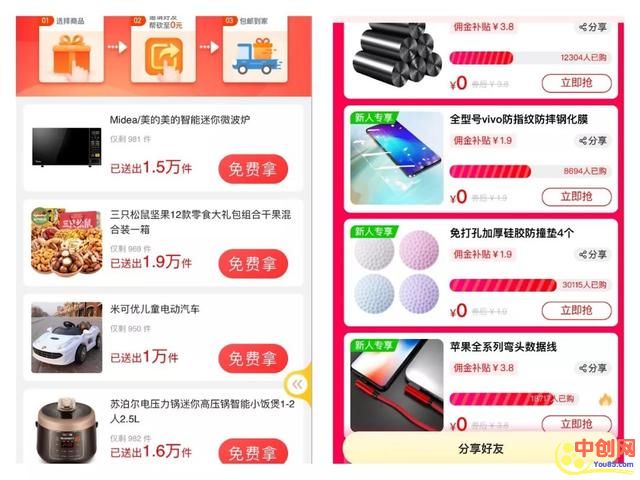 01 选择商品
02 邀请好友
帮砍至0元
03 包邮到家
Midea/美的美的智能迷你微波炉
仅剩 981 件
已送出1.5万件
免费拿
三只松鼠坚果12款零食大礼包组合干果混
合装一箱
仅剩 968 件
已送出1.9万件
免费拿
米可优儿童电动汽车
仅剩 950 件
已送出1万件
免费拿
苏泊尔电压力锅迷你高压锅智能小饭煲1-2
人2.5L
仅剩 982 件
已送出1.6万件
免费拿
佣金补贴￥3.8
分享
12304人已购
￥0 券后￥3.8
立即抢
新人专享
全型号vivo防指纹防摔钢化膜
佣金补贴￥1.9
分享
8694人已购
￥0 券后￥1.9
立即抢
新人专享
免打孔加厚硅胶防撞垫4个
佣金补贴￥1.9
分享
30115人已购
￥0 券后￥1.9
立即抢
新人专享
苹果全系列弯头数据线
佣金补贴￥3.8
分享
18717人已购
￥0 券后￥3.8
立即抢
分享好友
中创网
You85.com